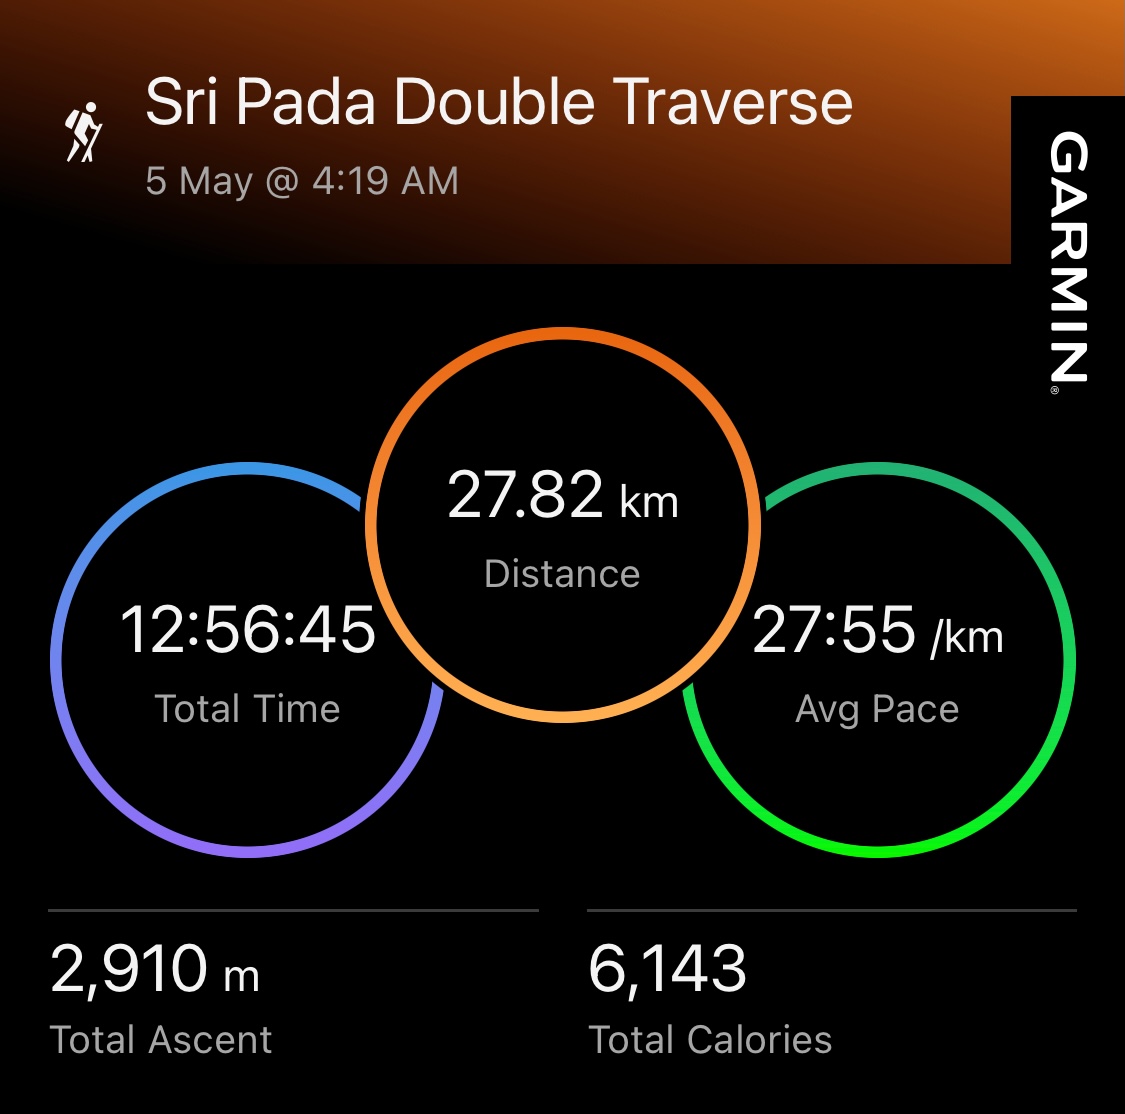 Sri Pada Double Traverse
5 May @ 4:19 AM
GARMIN®
27.82 km
Distance
12:56:45
Total Time
27:55 /km
Avg Pace
2,910 m
Total Ascent
6,143
Total Calories